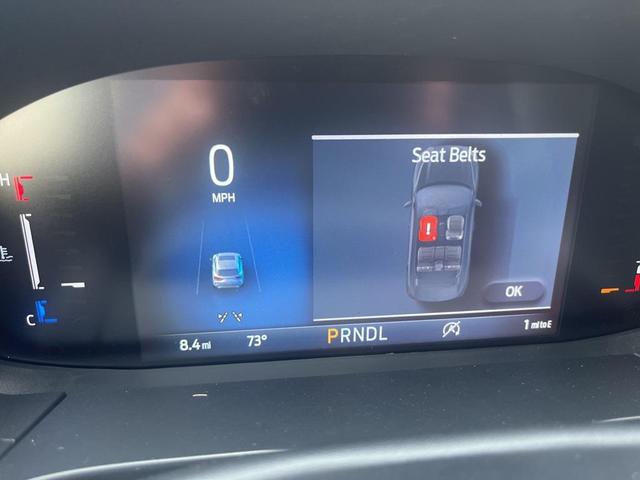 Seat Belts
0
MPH
H
OK
C
8.4 mi 73° PRNDL 1 mi to E